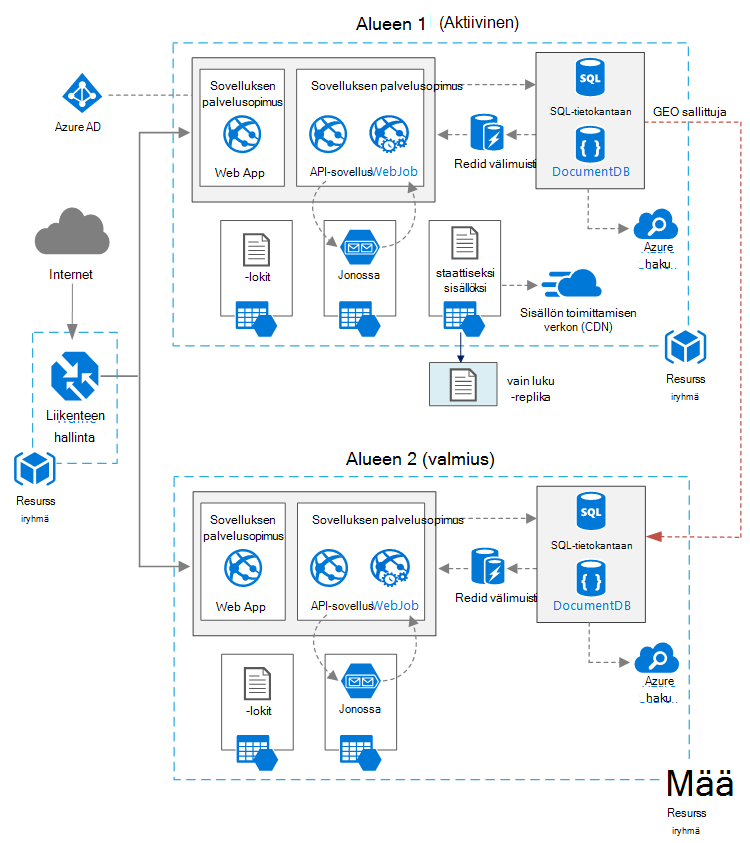 Alueen 1 (Aktiivinen)
Azure AD
Sovelluksen
palvelusopimus
Web App
Sovelluksen palvelusopimus
API-sovellus
WebJob
Redid välimuisti
SQL
SQL-tietokantaan
DocumentDB
GEO sallittuja
Internet
-lokit
Jonossa
staattiseksi
sisällöksi
Sisällön toimittamisen
verkon (CDN)
Azure
haku
Resurss
iryhmä
vain luku
-replika
Liikenteen
hallinta
Resurss
iryhmä
Alueen 2 (valmius)
Sovelluksen
palvelusopimus
Web App
Sovelluksen palvelusopimus
API-sovellus
WebJob
Redid välimuisti
SQL
SQL-tietokantaan
DocumentDB
-lokit
Jonossa
Azure
haku
Mää
Resurss
iryhmä